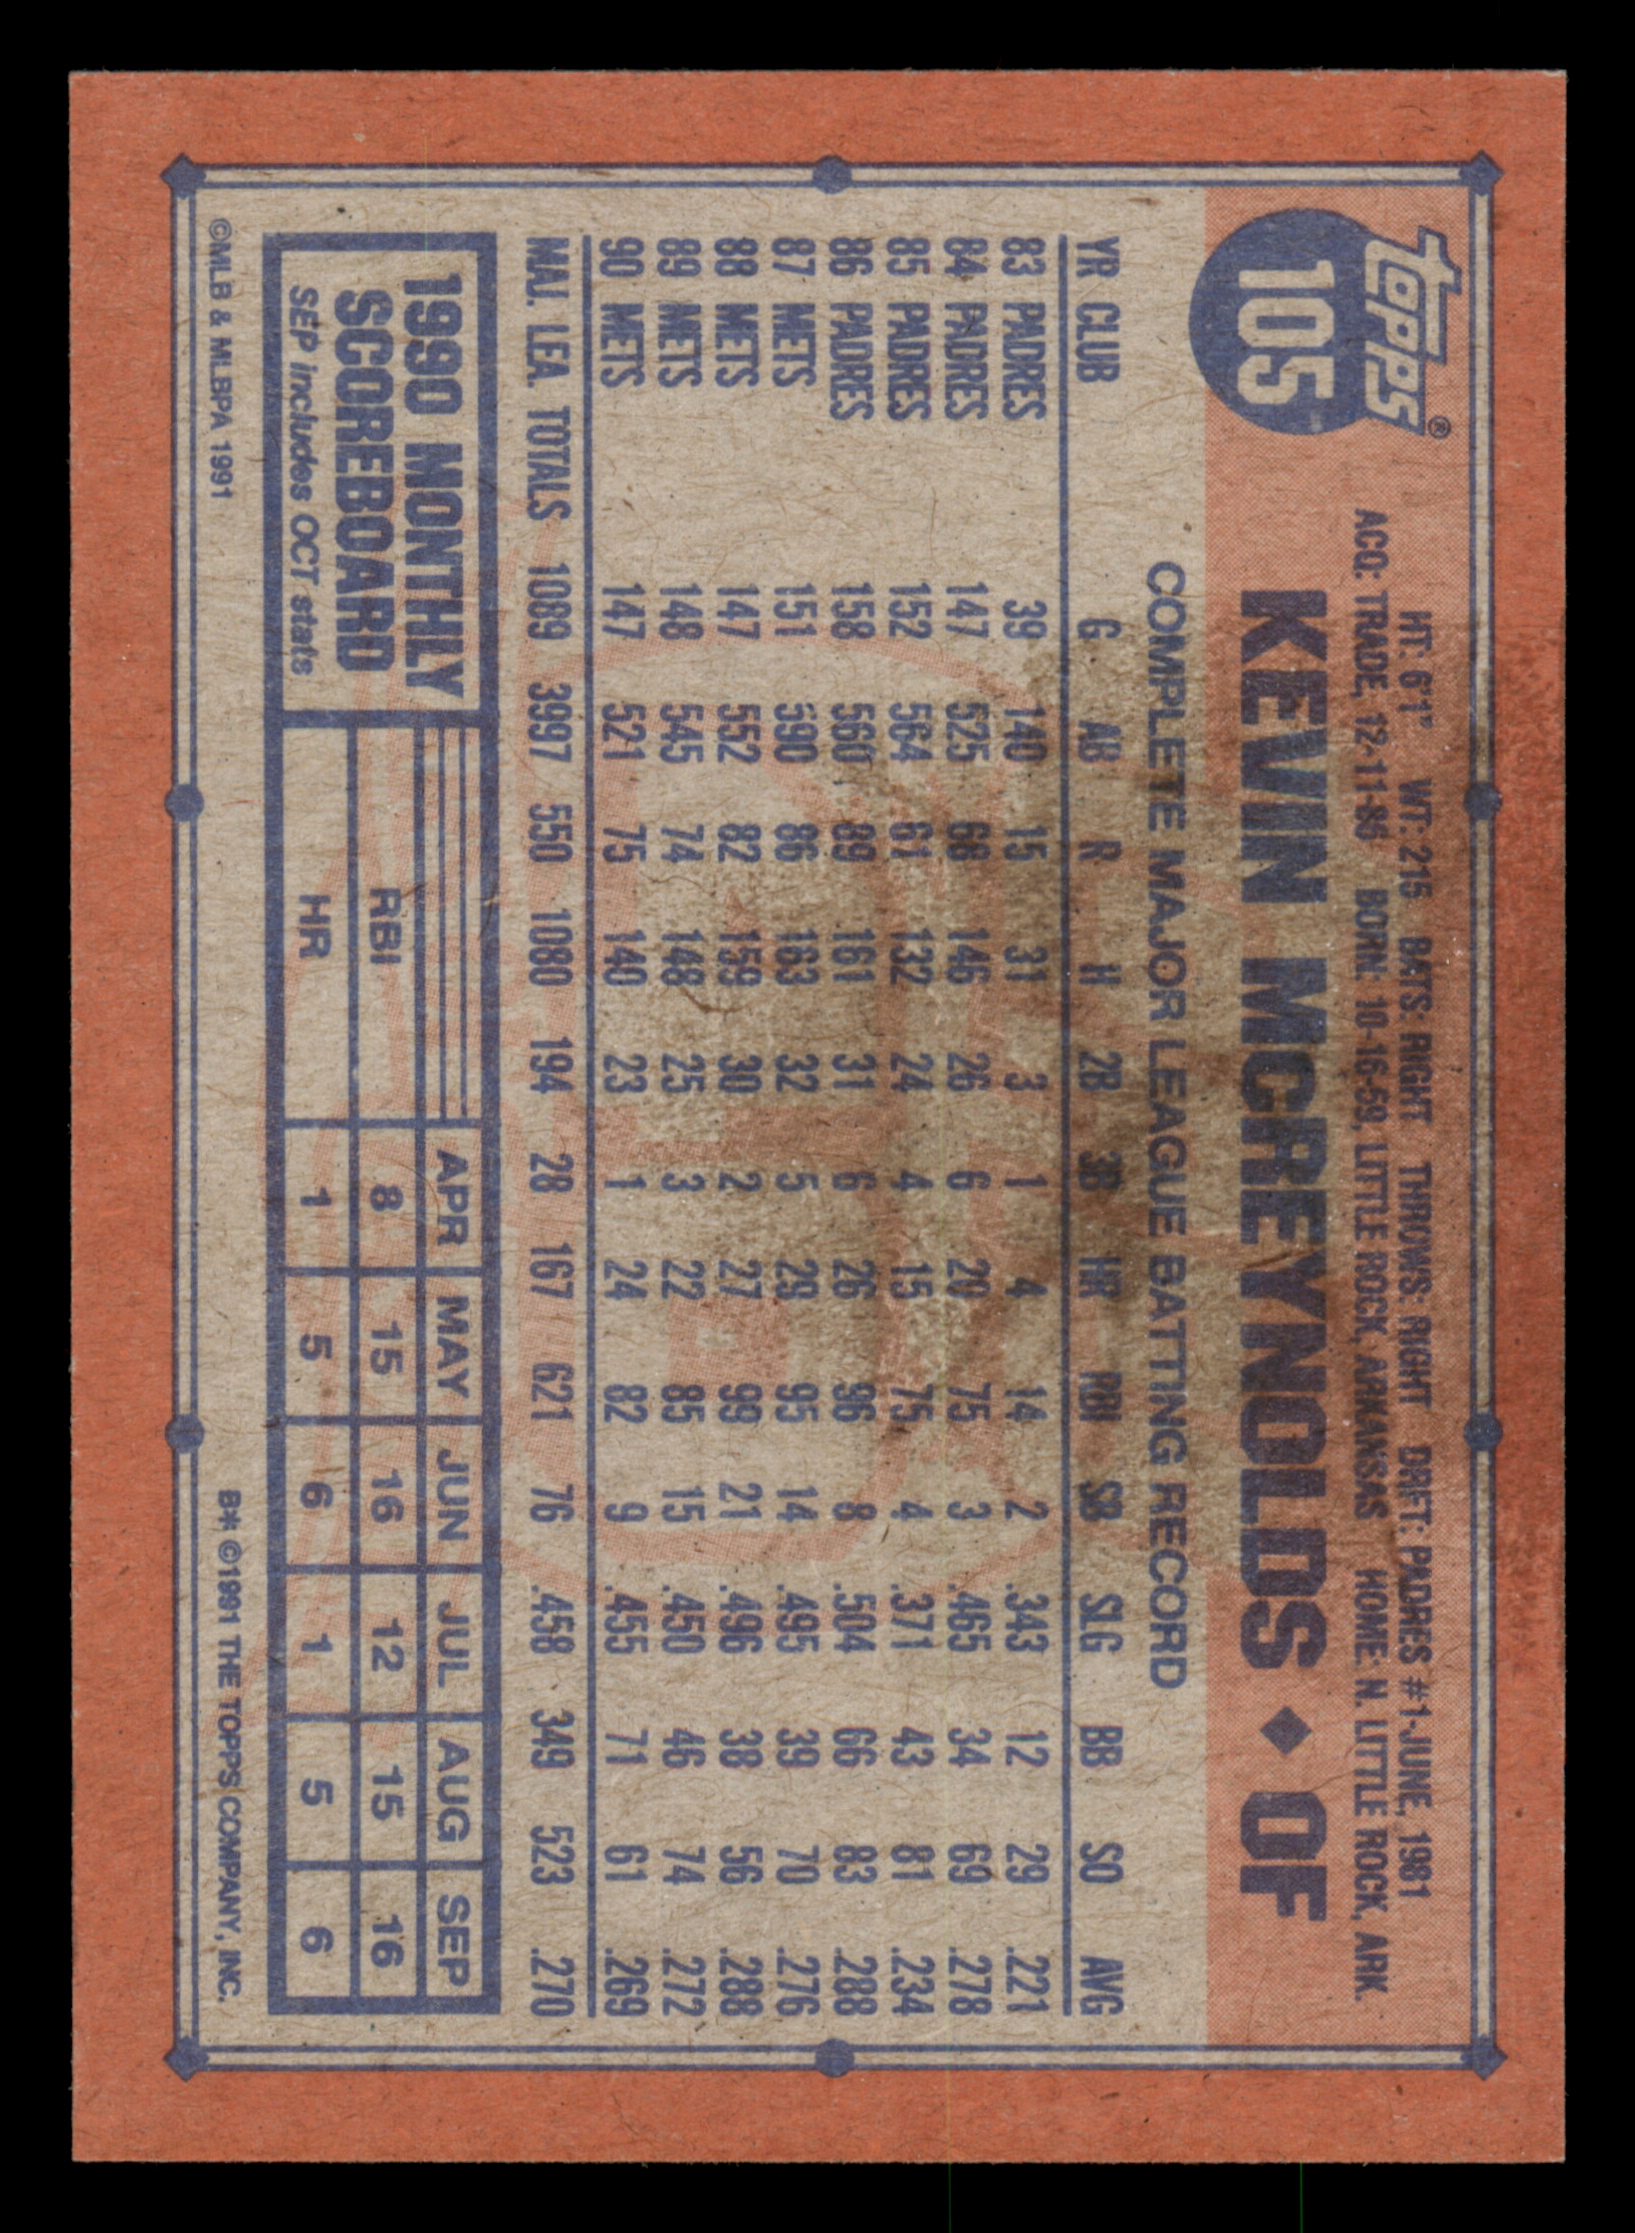 Topps®
105
HT: 6'1" WT: 215 BATS: RIGHT THROWS: RIGHT DRFT: PADRES #1-JUNE, 1981
ACQ: TRADE, 12-11-86 BORN: 10-16-59, LITTLE ROCK, ARKANSAS HOME: N. LITTLE ROCK, ARK.
KEVIN MCREYNOLDS ◆ OF
COMPLETE MAJOR LEAGUE BATTING RECORD
YR CLUB G AB R H 2B 3B HR RBI SB SLG BB SO AVG
83 PADRES 39 140 15 31 3 1 4 14 2 .343 12 29 .221
84 PADRES 147 525 68 146 26 6 20 75 3 .465 34 69 .278
85 PADRES 152 564 61 132 24 4 15 75 4 .371 43 81 .234
86 PADRES 158 560 89 161 31 6 26 96 8 .504 66 83 .288
87 METS 151 590 86 163 32 5 29 95 14 .495 39 70 .276
88 METS 147 552 82 159 30 2 27 99 21 .496 38 56 .288
89 METS 148 545 74 148 25 3 22 85 15 .450 46 74 .272
90 METS 147 521 75 140 23 1 24 82 9 .455 71 61 .269
MAJ. LEA. TOTALS 1089 3997 550 1080 194 28 167 621 76 .458 349 523 .270
1990 MONTHLY
SCOREBOARD
SEP includes OCT stats
APR MAY JUN JUL AUG SEP
RBI 8 15 16 12 15 16
HR 1 5 6 1 5 6
©MLB & MLBPA 1991
B* ©1991 THE TOPPS COMPANY, INC.